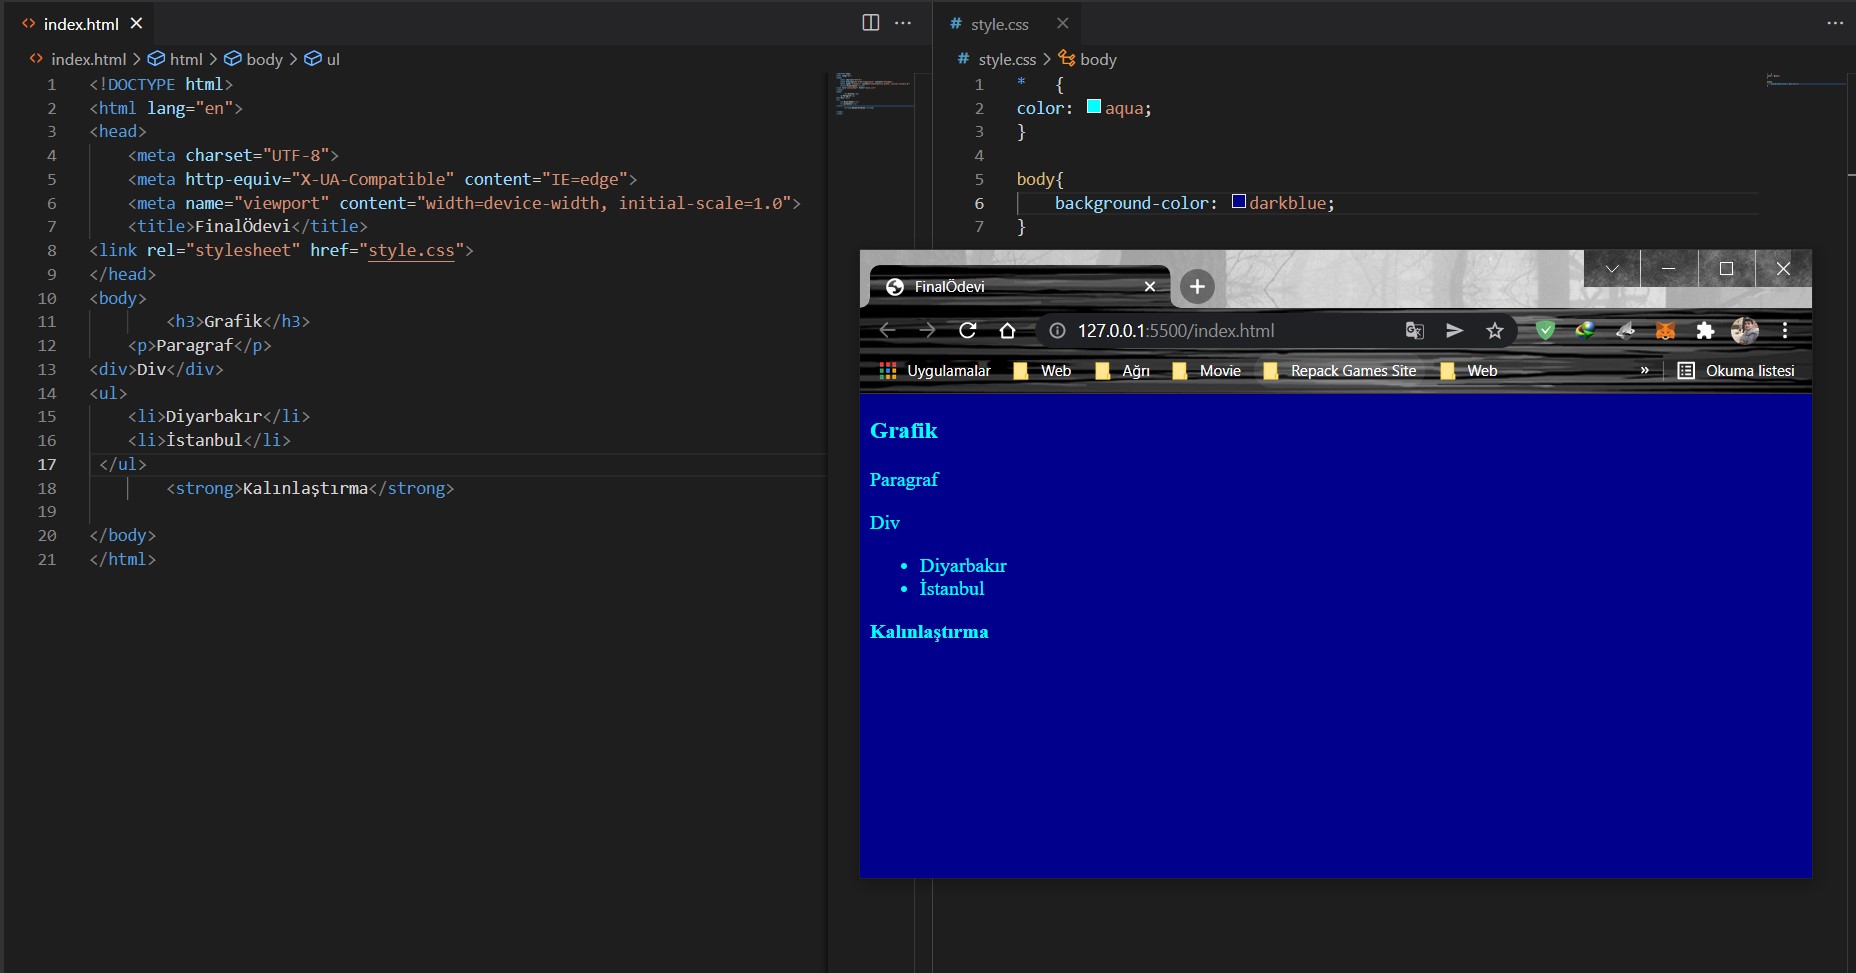 index.html
index.html > html > body > ul
1 <!DOCTYPE html>
2 <html lang="en">
3 <head>
4 <meta charset="UTF-8">
5 <meta http-equiv="X-UA-Compatible" content="IE=edge">
6 <meta name="viewport" content="width=device-width, initial-scale=1.0">
7 <title>FinalÖdevi</title>
8 <link rel="stylesheet" href="style.css">
9 </head>
10 <body>
11 <h3>Grafik</h3>
12 <p>Paragraf</p>
13 <div>Div</div>
14 <ul>
15 <li>Diyarbakır</li>
16 <li>İstanbul</li>
17 </ul>
18 <strong>Kalınlaştırma</strong>
19
20 </body>
21 </html>
# style.css
# style.css > body
1 * {
2 color: aqua;
3 }
4
5 body{
6 background-color: darkblue;
7 }
FinalÖdevi
127.0.0.1:5500/index.html
Uygulamalar Web Ağrı Movie Repack Games Site Web » Okuma listesi
Grafik
Paragraf
Div
• Diyarbakır
• İstanbul
Kalınlaştırma